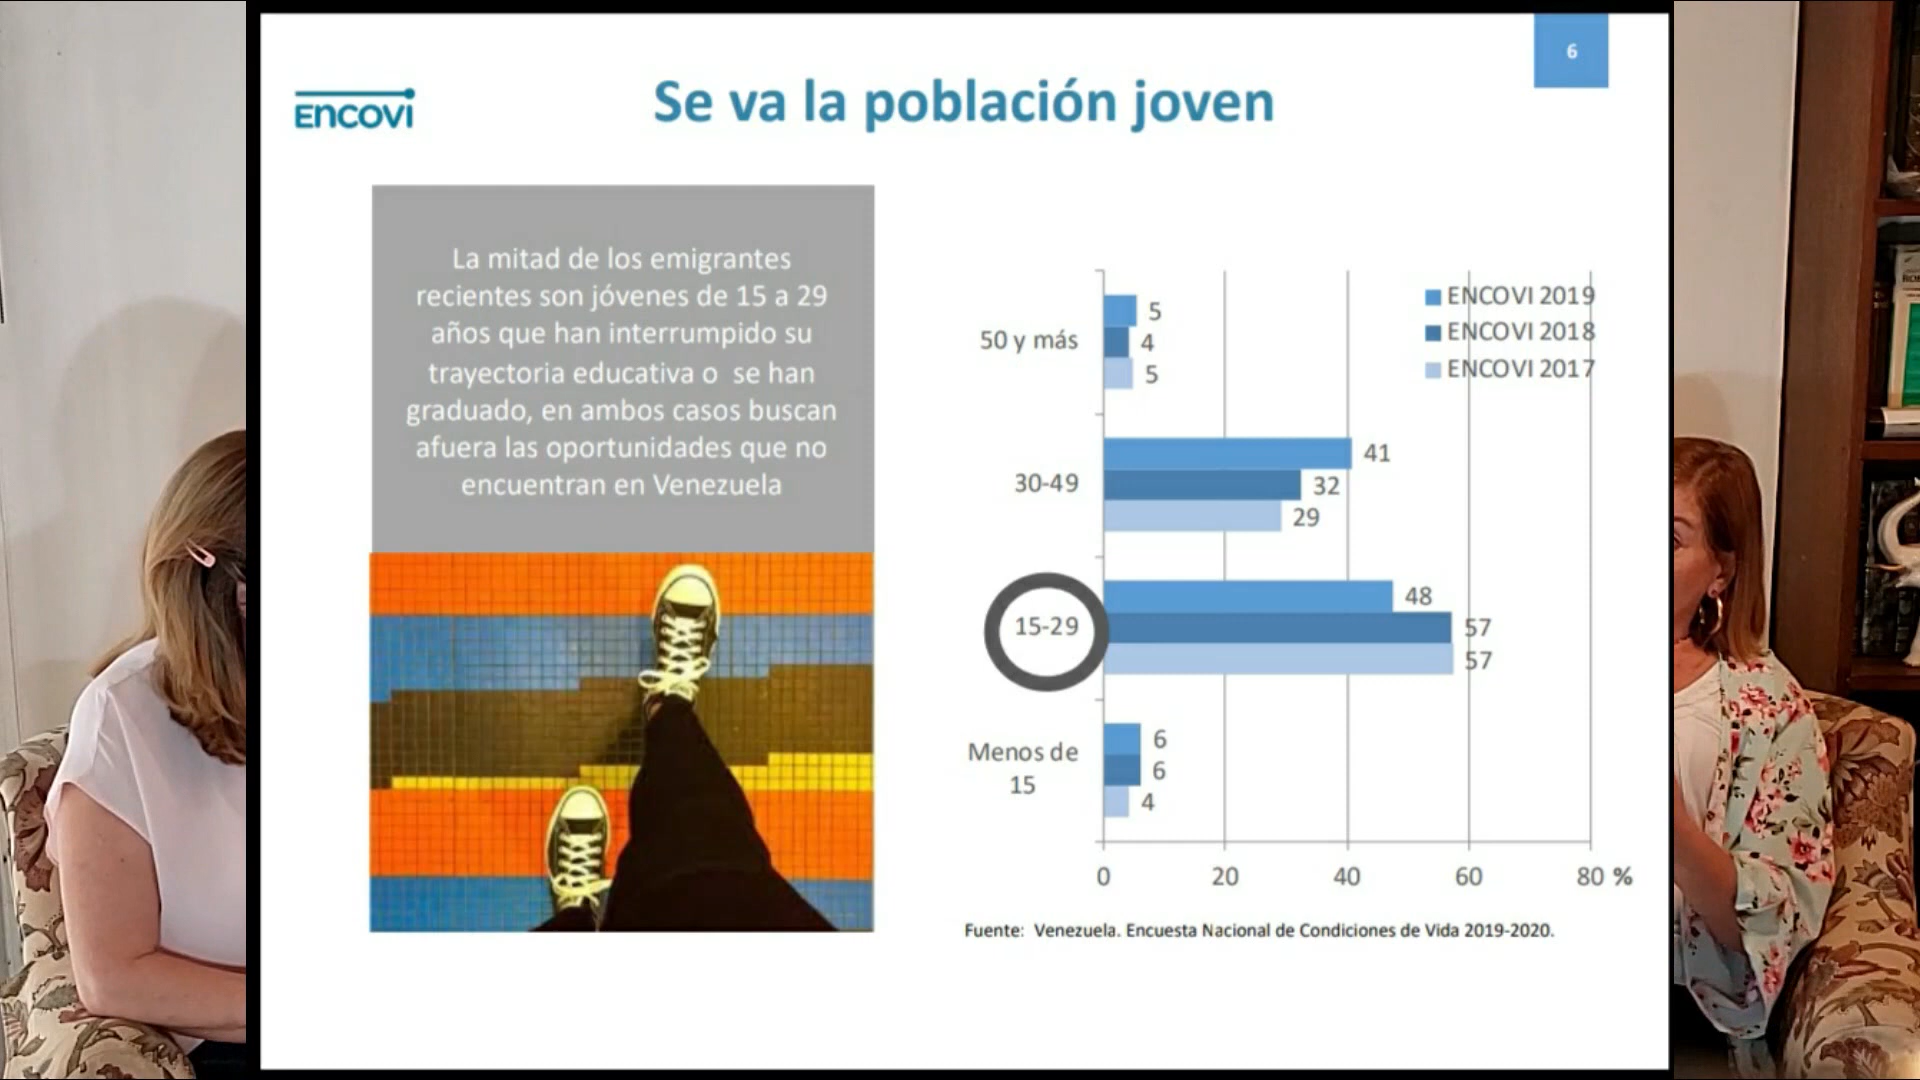 6
ENCOVI
Se va la población joven
La mitad de los emigrantes
recientes son jóvenes de 15 a 29
años que han interrumpido su
trayectoria educativa o se han
graduado, en ambos casos buscan
afuera las oportunidades que no
encuentran en Venezuela
ENCOVI 2019
ENCOVI 2018
ENCOVI 2017
50 y más
5
4
5
30-49
41
32
29
15-29
48
57
57
Menos de
15
6
6
4
0 20 40 60 80 %
Fuente: Venezuela. Encuesta Nacional de Condiciones de Vida 2019-2020.